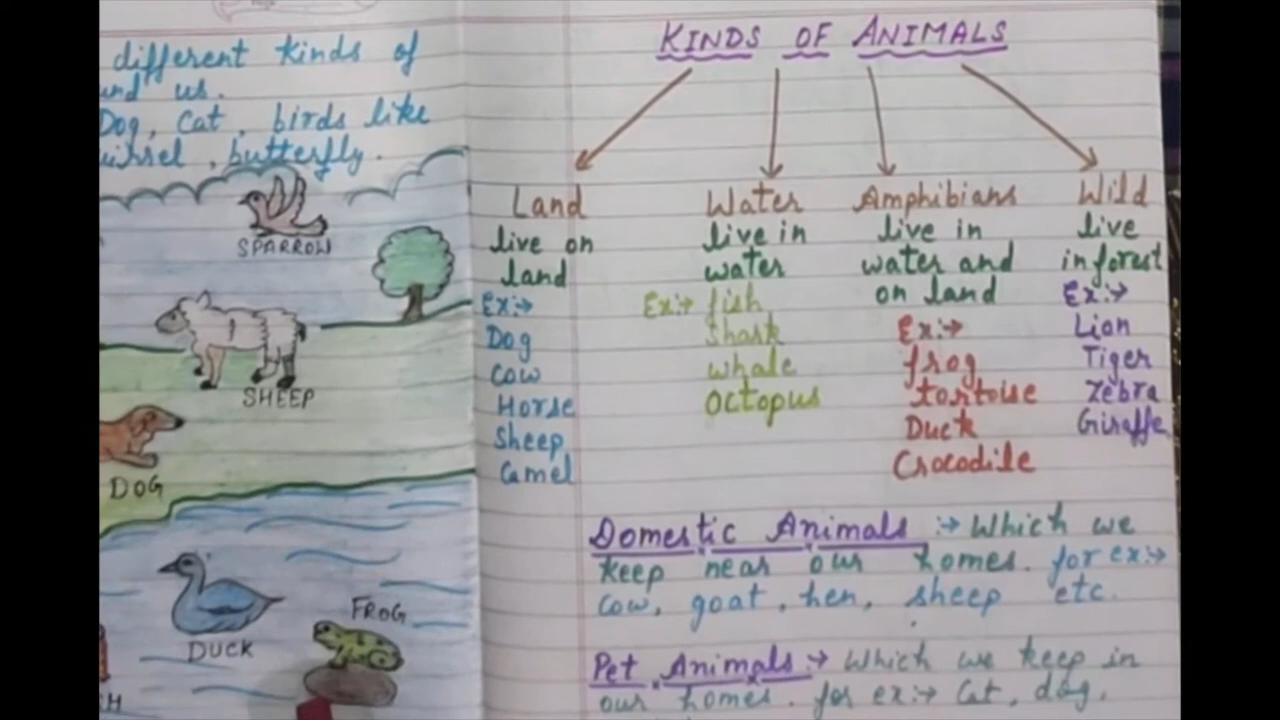 different kinds of
us.
Dog, Cat, birds like
butterfly.
SPARROW
SHEEP
DOG
DUCK
FROG
KINDS OF ANIMALS
Land
live on
land
Ex:→
Dog
Cow
Horse
Sheep
Camel
Water
live in
water
Ex:→ fish
Shark
whale
Octopus
Amphibians
live in
water and
on land
Ex:→
frog
tortoise
Duck
Crocodile
Wild
live
in forest
Ex:→
Lion
Tiger
Zebra
Giraffe
Domestic Animals :→ Which we
keep near our homes. for ex:→
Cow, goat, hen, sheep etc.
Pet Animals :→ Which we keep in
our homes. for ex:→ Cat, dog,